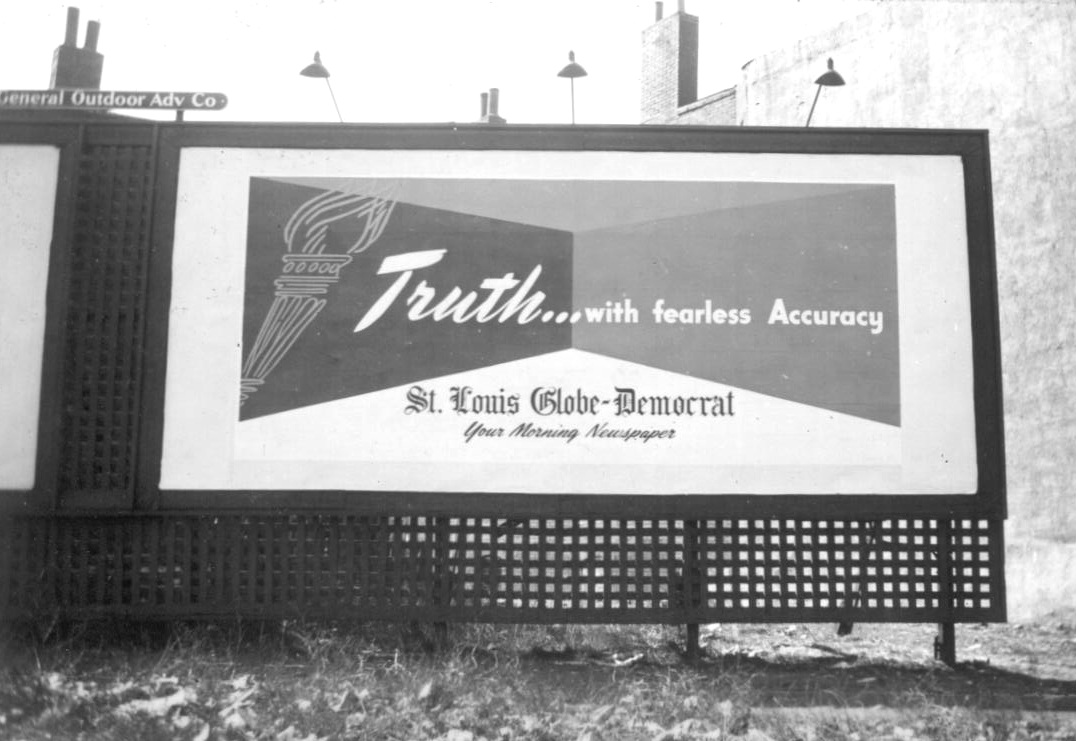 General Outdoor Adv Co
Truth...with fearless Accuracy
St. Louis Globe-Democrat
Your Morning Newspaper